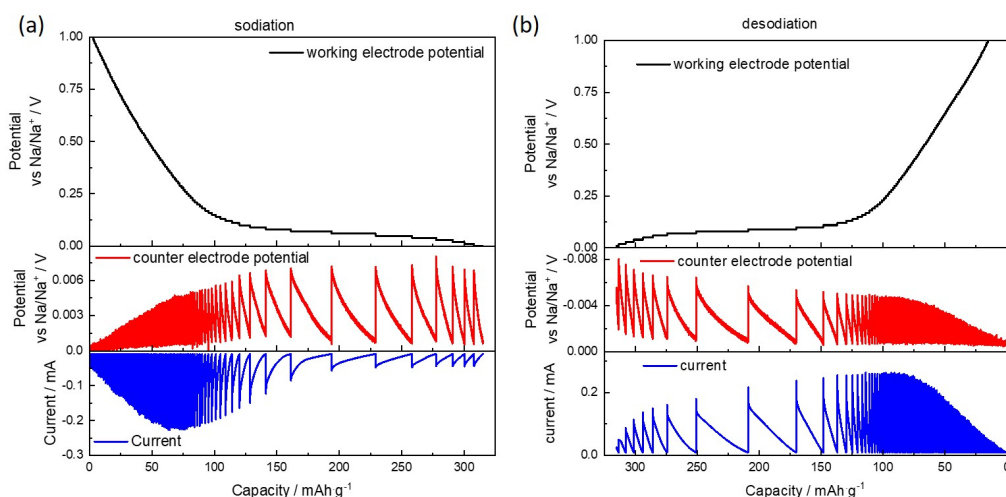 (a)
sodiation
1.00
0.75
0.50
0.25
0.00
Potential
vs Na/Na⁺ / V
working electrode potential
0.006
0.003
0.0
Potential
vs Na/Na⁺ / V
counter electrode potential
-0.1
-0.2
-0.3
Current / mA
Current
0
50
100
150
200
250
300
Capacity / mAh·g⁻¹
(b)
desodiation
1.00
0.75
0.50
0.25
0.00
Potential
vs Na/Na⁺ / V
working electrode potential
-0.008
-0.004
0.000
Potential
vs Na/Na⁺ / V
counter electrode potential
0.2
0.0
current / mA
current
300
250
200
150
100
50
0
Capacity / mAh·g⁻¹